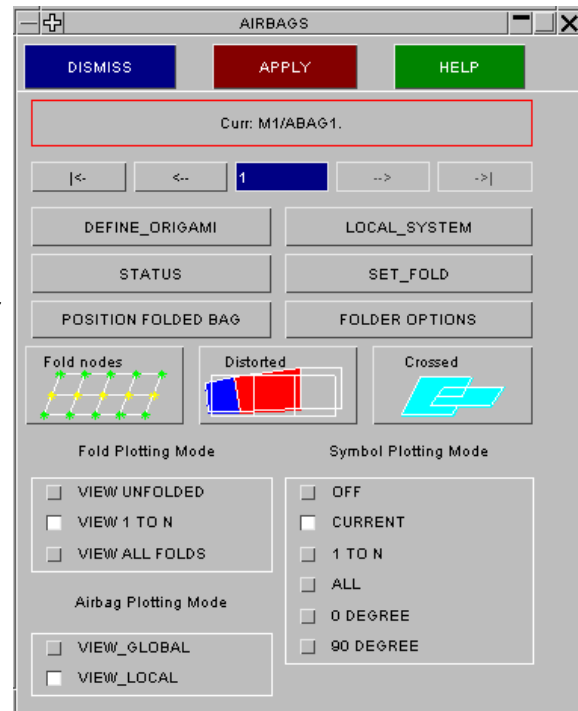 AIRBAGS
DISMISS APPLY HELP
Curr: M1/ABAG1.
|<- <-- 1 --> ->|
DEFINE_ORIGAMI LOCAL_SYSTEM
STATUS SET_FOLD
POSITION FOLDED BAG FOLDER OPTIONS
Fold nodes Distorted Crossed
Fold Plotting Mode Symbol Plotting Mode
VIEW UNFOLDED OFF
VIEW 1 TO N CURRENT
VIEW ALL FOLDS 1 TO N
ALL
Airbag Plotting Mode 0 DEGREE
VIEW_GLOBAL 90 DEGREE
VIEW_LOCAL